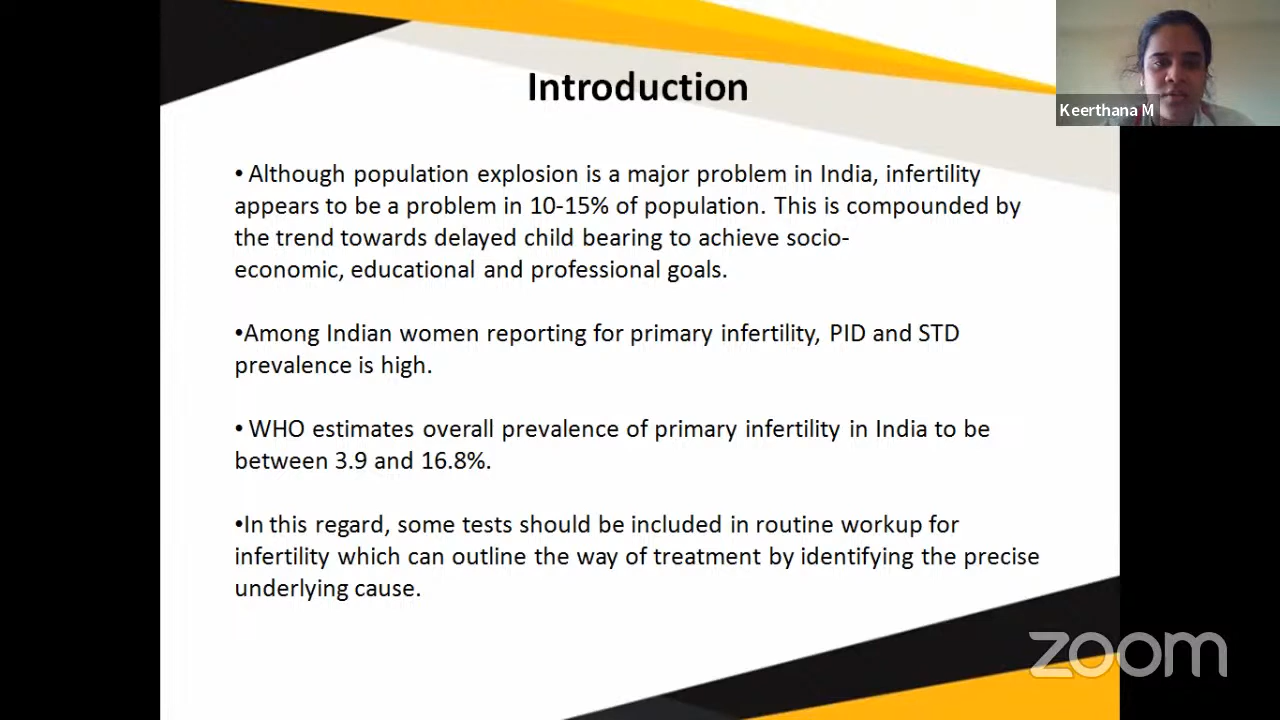 Introduction
Keerthana M
• Although population explosion is a major problem in India, infertility
appears to be a problem in 10-15% of population. This is compounded by
the trend towards delayed child bearing to achieve socio-
economic, educational and professional goals.
•Among Indian women reporting for primary infertility, PID and STD
prevalence is high.
• WHO estimates overall prevalence of primary infertility in India to be
between 3.9 and 16.8%.
•In this regard, some tests should be included in routine workup for
infertility which can outline the way of treatment by identifying the precise
underlying cause.
zoom